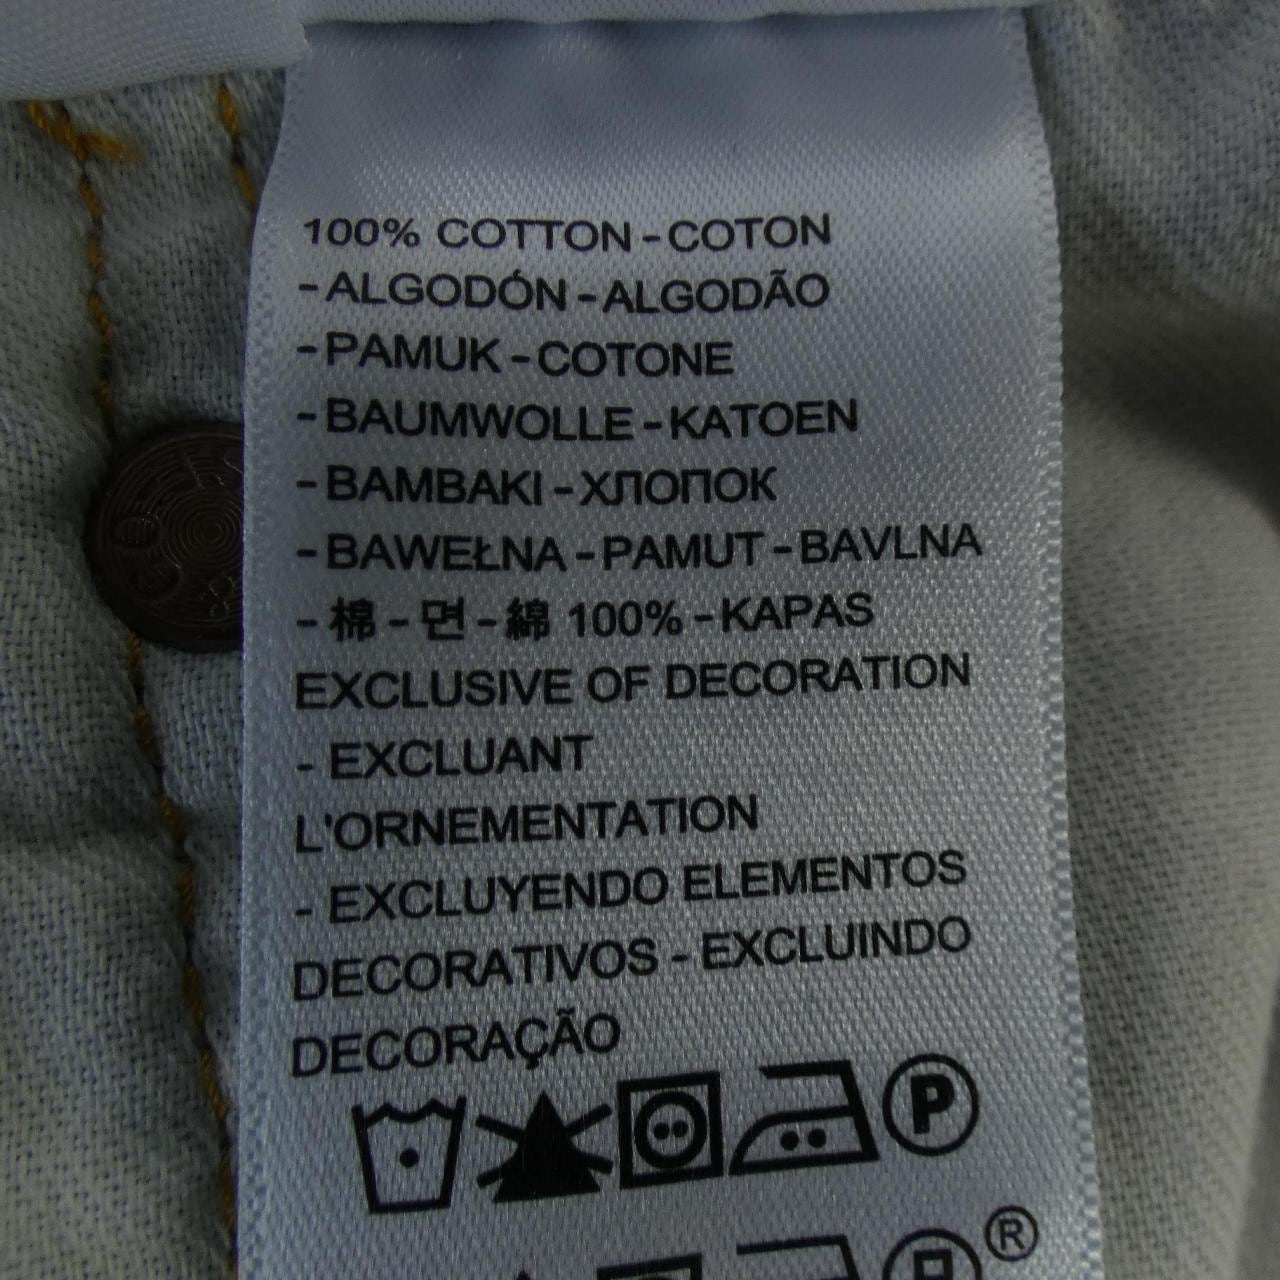 100% COTTON - COTON
- ALGODÓN - ALGODÃO
- PAMUK - COTONE
- BAUMWOLLE - KATOEN
- BAMBAKI - ХЛОПОК
- BAWEŁNA - PAMUT - BAVLNA
- 棉 - 면 - 綿 100% - KAPAS
EXCLUSIVE OF DECORATION
- EXCLUANT
L'ORNEMENTATION
- EXCLUYENDO ELEMENTOS
DECORATIVOS - EXCLUINDO
DECORAÇÃO
P
®